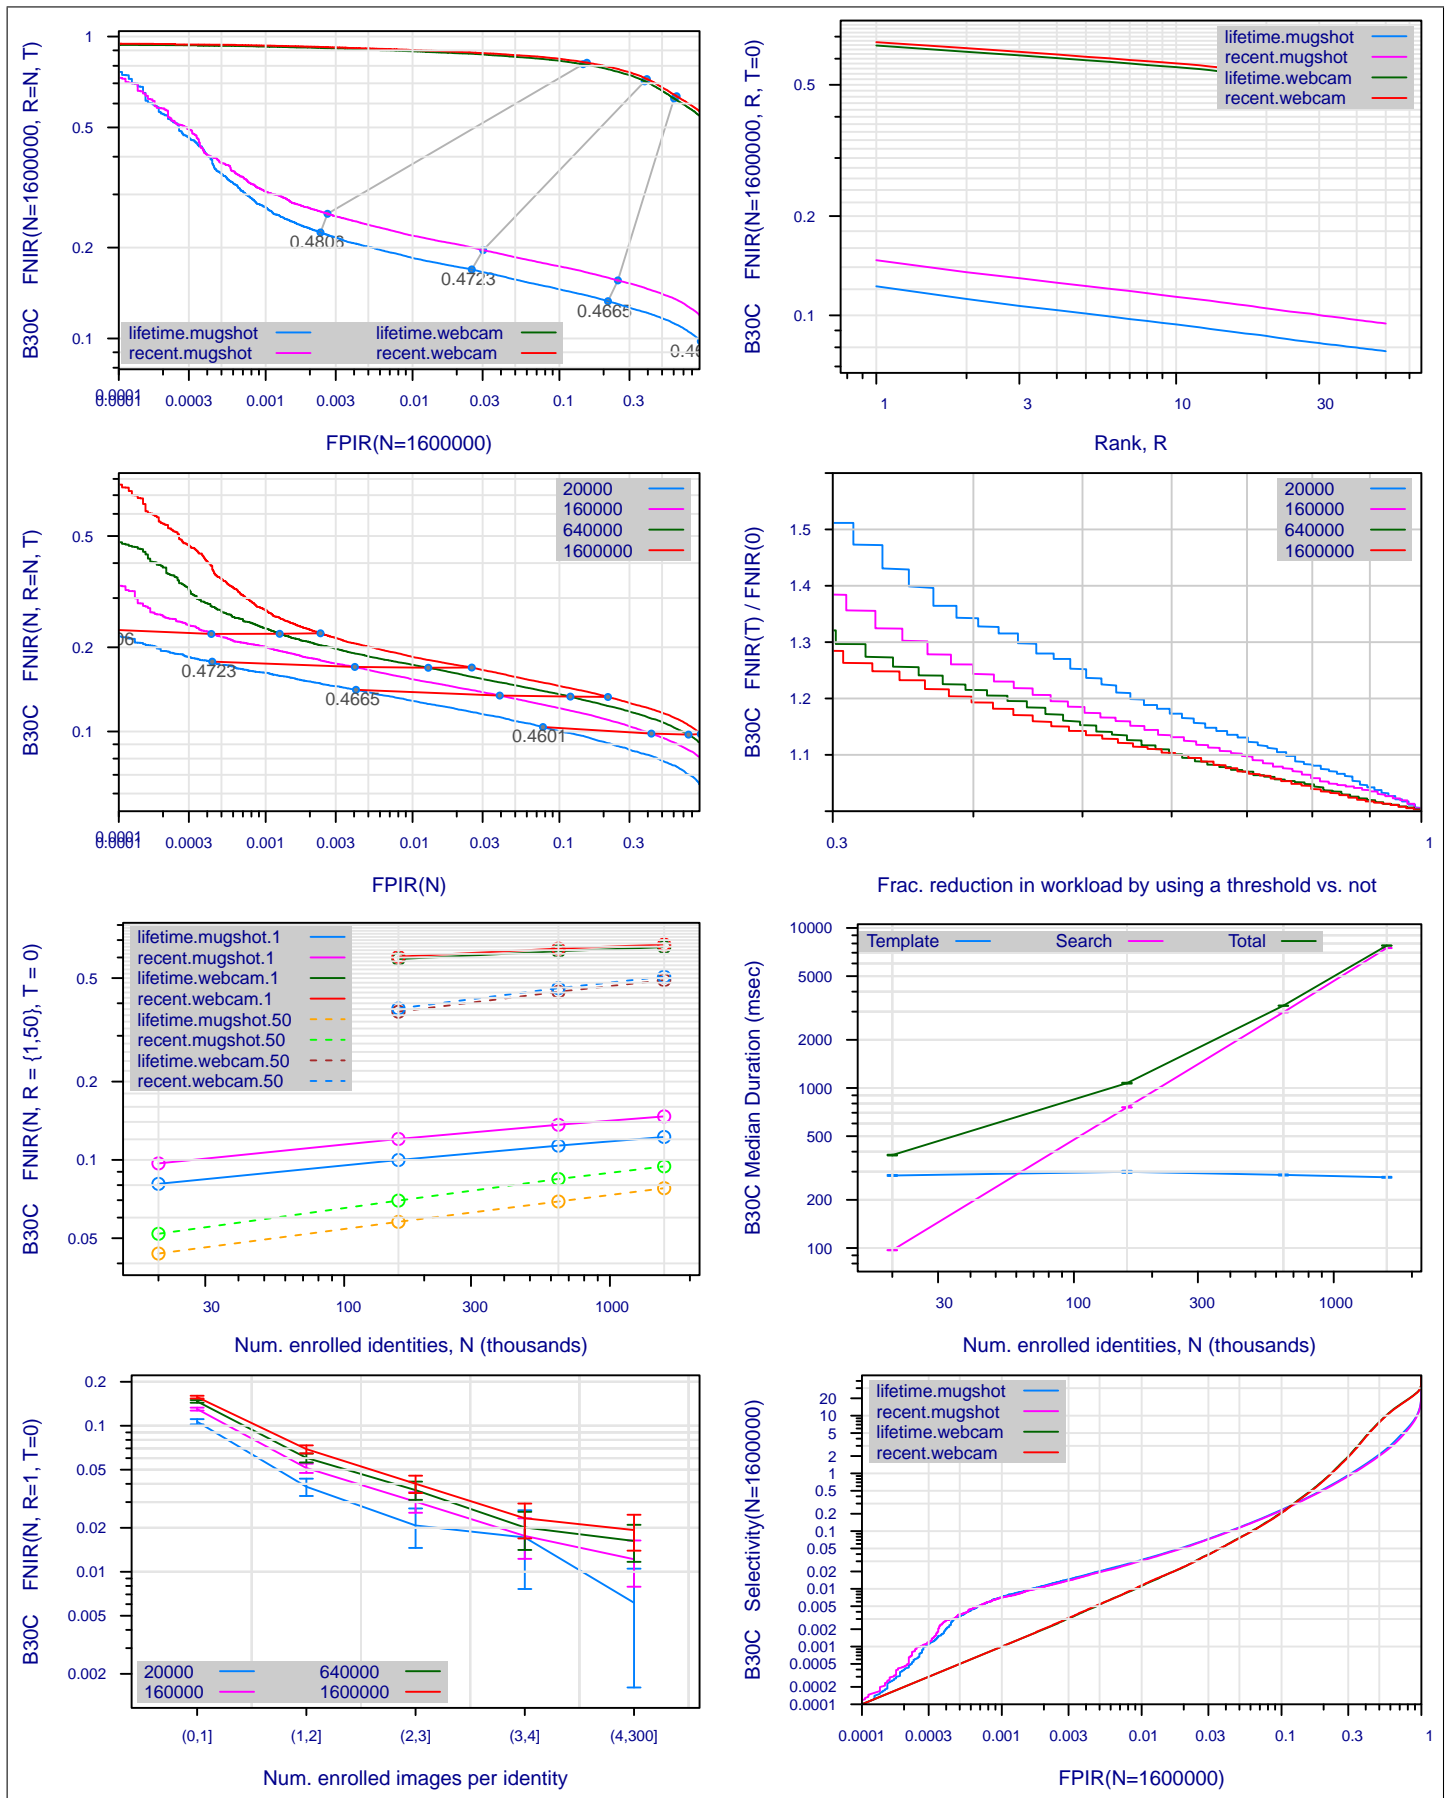 B30C FNIR(N=1600000, R=N, T)
1
0.5
0.2
0.1
0.4803
0.4723
0.4665
lifetime.mugshot
recent.mugshot
lifetime.webcam
recent.webcam
0.0001
0.0001 0.0003 0.001 0.003 0.01 0.03 0.1 0.3
FPIR(N=1600000)
B30C FNIR(N=1600000, R, T=0)
0.5
0.2
0.1
lifetime.mugshot
recent.mugshot
lifetime.webcam
recent.webcam
1 3 10 30
Rank, R
B30C FNIR(N, R=N, T)
0.5
0.2
0.1
20000
160000
640000
1600000
0.4723
0.4665
0.4601
0.0001
0.0001 0.0003 0.001 0.003 0.01 0.03 0.1 0.3
FPIR(N)
B30C FNIR(T) / FNIR(0)
1.5
1.4
1.3
1.2
1.1
20000
160000
640000
1600000
0.3 1
Frac. reduction in workload by using a threshold vs. not
B30C FNIR(N, R = {1,50}, T = 0)
0.5
0.2
0.1
0.05
lifetime.mugshot.1
recent.mugshot.1
lifetime.webcam.1
recent.webcam.1
lifetime.mugshot.50
recent.mugshot.50
lifetime.webcam.50
recent.webcam.50
30 100 300 1000
Num. enrolled identities, N (thousands)
B30C Median Duration (msec)
10000
5000
2000
1000
500
200
100
Template Search Total
30 100 300 1000
Num. enrolled identities, N (thousands)
B30C FNIR(N, R=1, T=0)
0.2
0.1
0.05
0.02
0.01
0.005
0.002
20000 640000
160000 1600000
(0,1] (1,2] (2,3] (3,4] (4,300]
Num. enrolled images per identity
B30C Selectivity(N=1600000)
20
10
5
2
1
0.5
0.2
0.1
0.05
0.02
0.01
0.005
0.002
0.001
0.0005
0.0002
0.0001
lifetime.mugshot
recent.mugshot
lifetime.webcam
recent.webcam
0.0001 0.0003 0.001 0.003 0.01 0.03 0.1 0.3 1
FPIR(N=1600000)